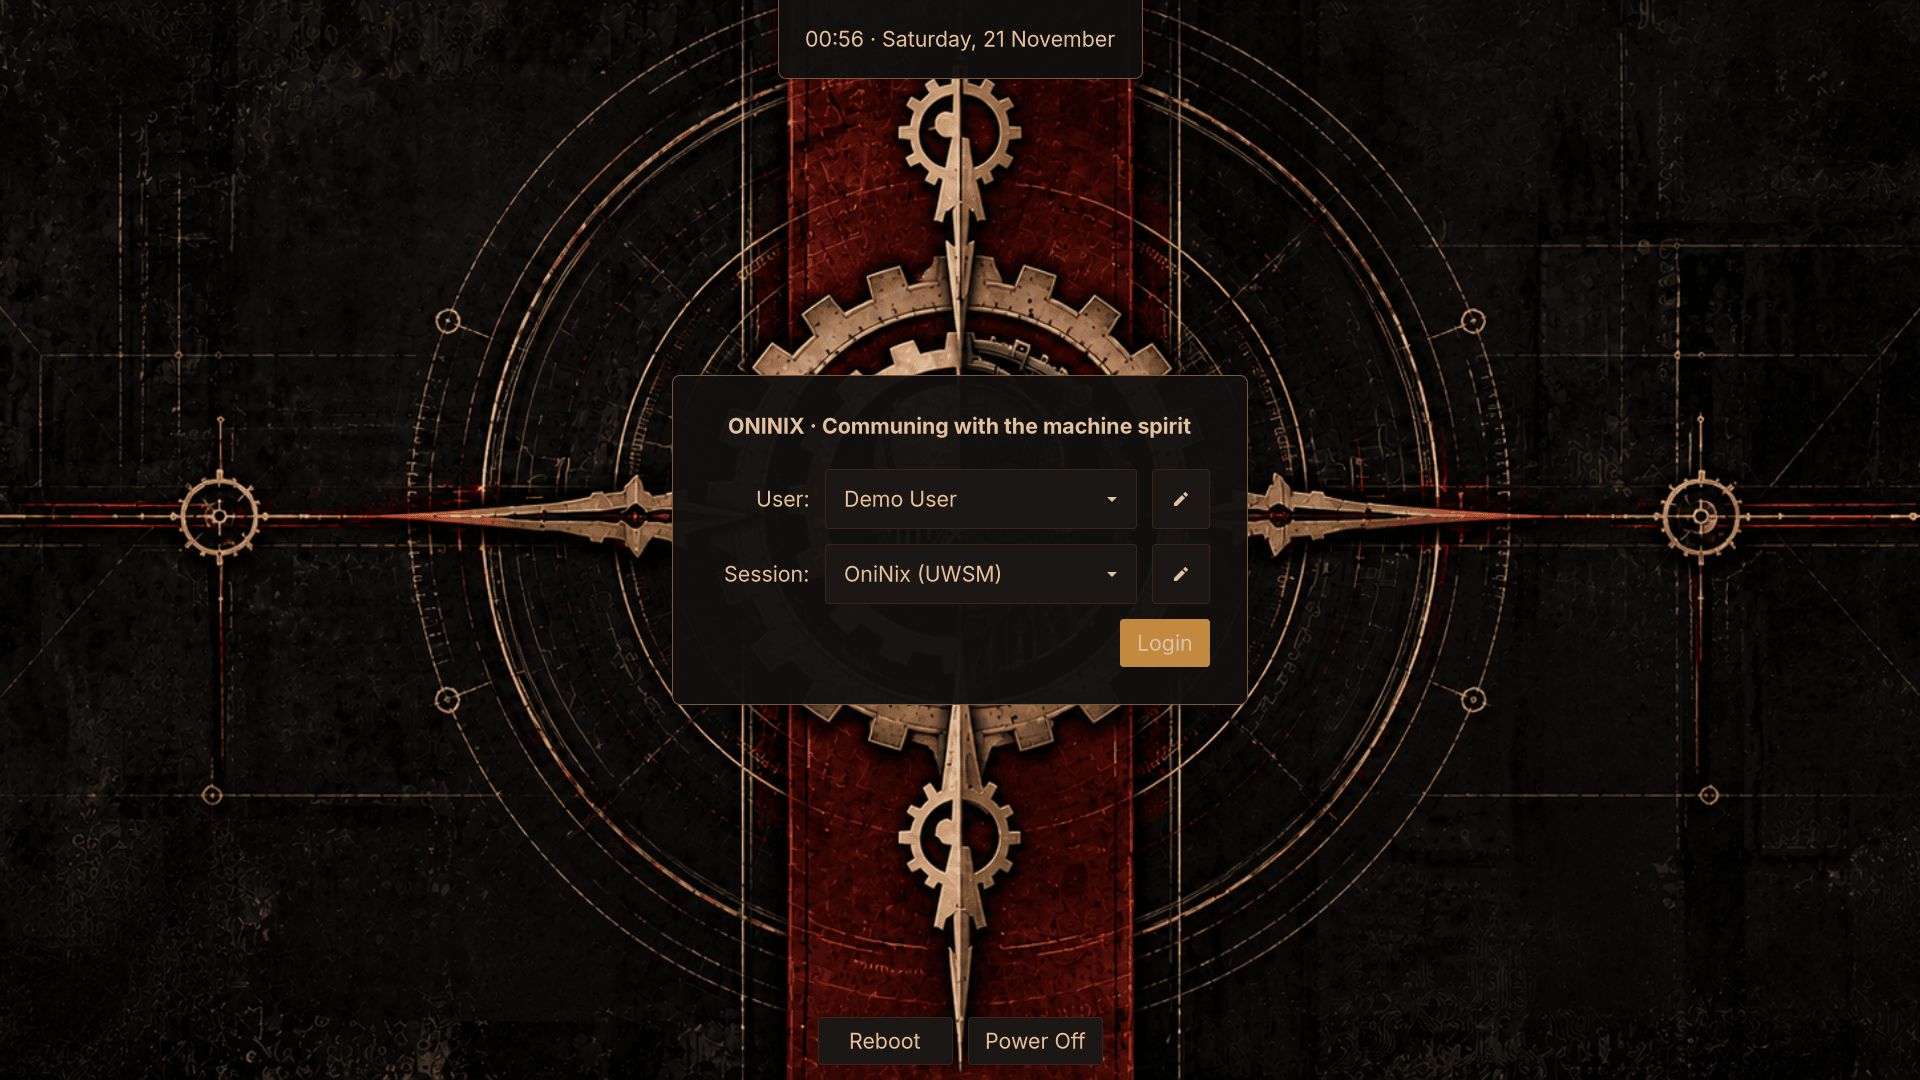 00:56 · Saturday, 21 November
ONINIX · Communing with the machine spirit
User: Demo User
Session: OniNix (UWSM)
Login
Reboot Power Off